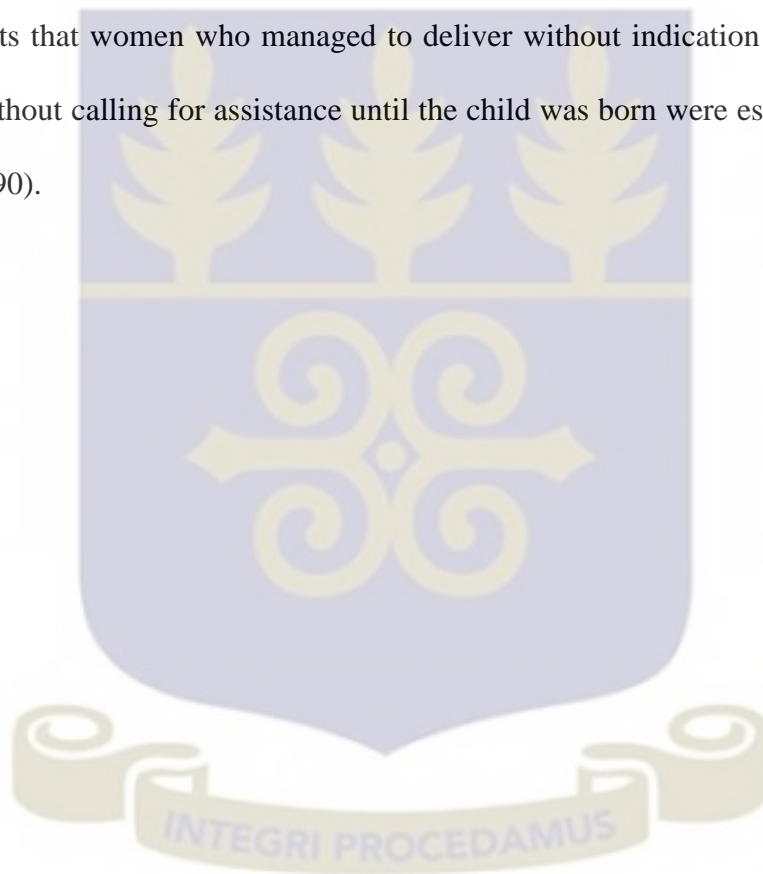 ts that women who managed to deliver without indication
thout calling for assistance until the child was born were es
90).
INTEGRI PROCEDAMUS